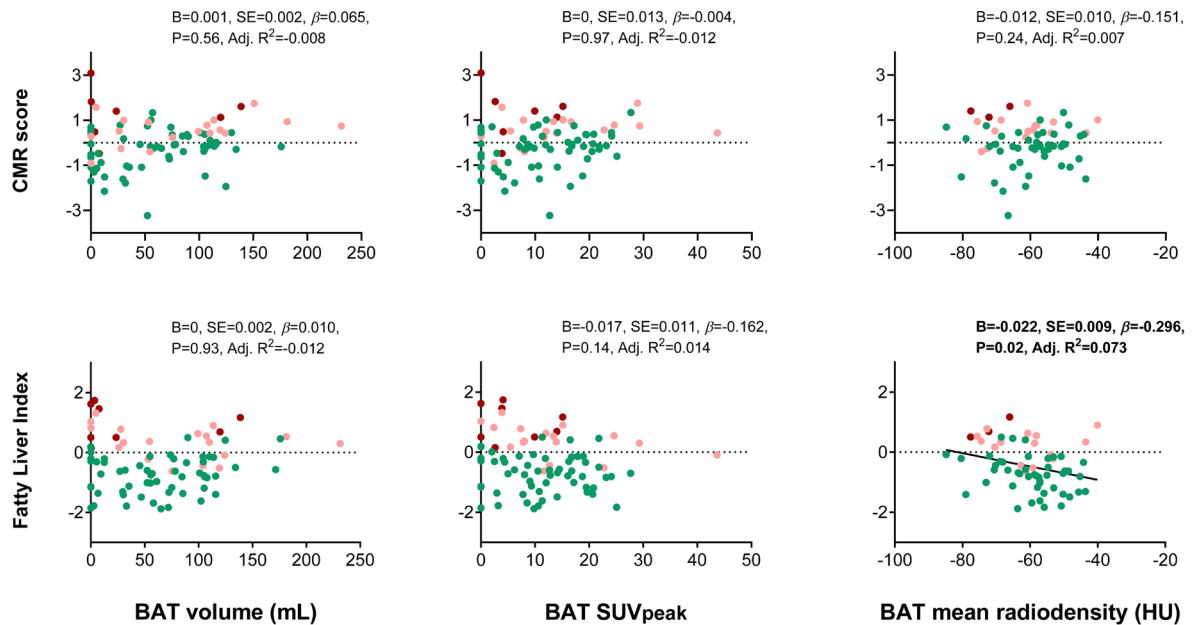 B=0.001, SE=0.002, β=0.065,
P=0.56, Adj. R²=-0.008
B=0, SE=0.013, β=-0.004,
P=0.97, Adj. R²=-0.012
B=-0.012, SE=0.010, β=-0.151,
P=0.24, Adj. R²=0.007
CMR score
3
1
-1
-3
0 50 100 150 200 250
3
1
-1
-3
0 10 20 30 40 50
3
1
-1
-3
-100 -80 -60 -40 -20
B=0, SE=0.002, β=0.010,
P=0.93, Adj. R²=-0.012
B=-0.017, SE=0.011, β=-0.162,
P=0.14, Adj. R²=0.014
B=-0.022, SE=0.009, β=-0.296,
P=0.02, Adj. R²=0.073
Fatty Liver Index
2
0
-2
0 50 100 150 200 250
2
0
-2
0 10 20 30 40 50
2
0
-2
-100 -80 -60 -40 -20
BAT volume (mL)
BAT SUVpeak
BAT mean radiodensity (HU)